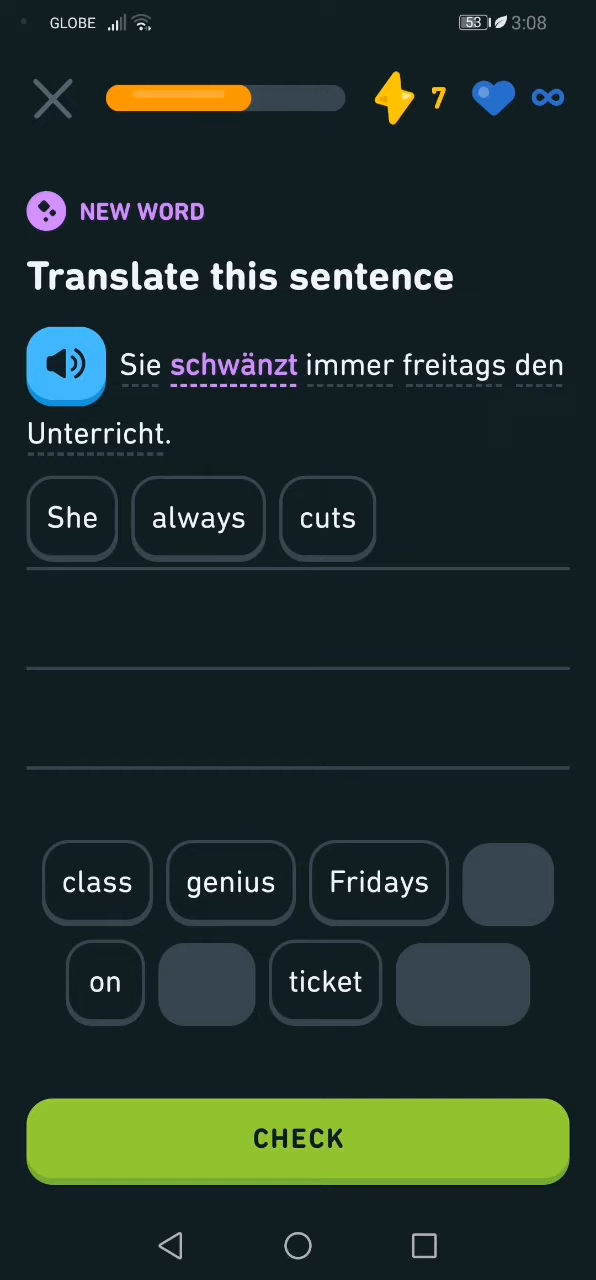 GLOBE 53 3:08
7
NEW WORD
Translate this sentence
Sie schwänzt immer freitags den
Unterricht.
She always cuts
class genius Fridays
on ticket
CHECK